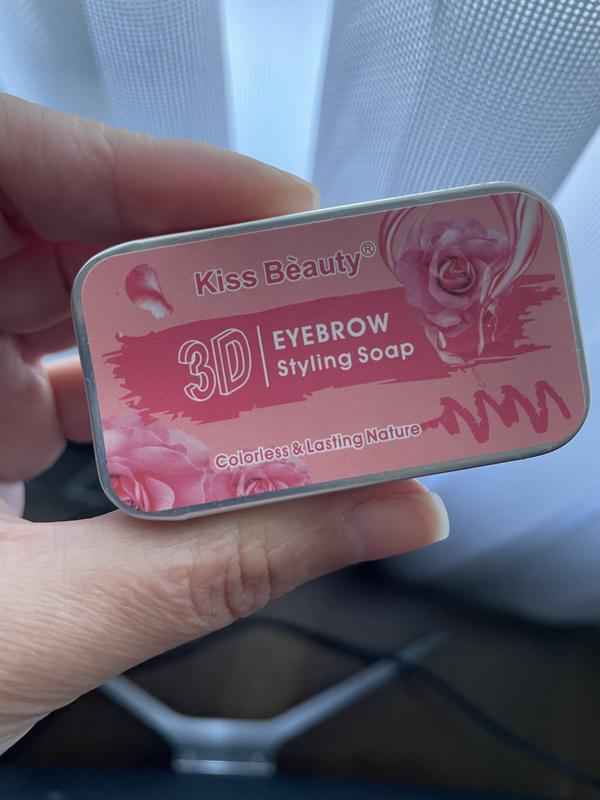 Kiss Bèauty®
3D EYEBROW
Styling Soap
Colorless & Lasting Nature